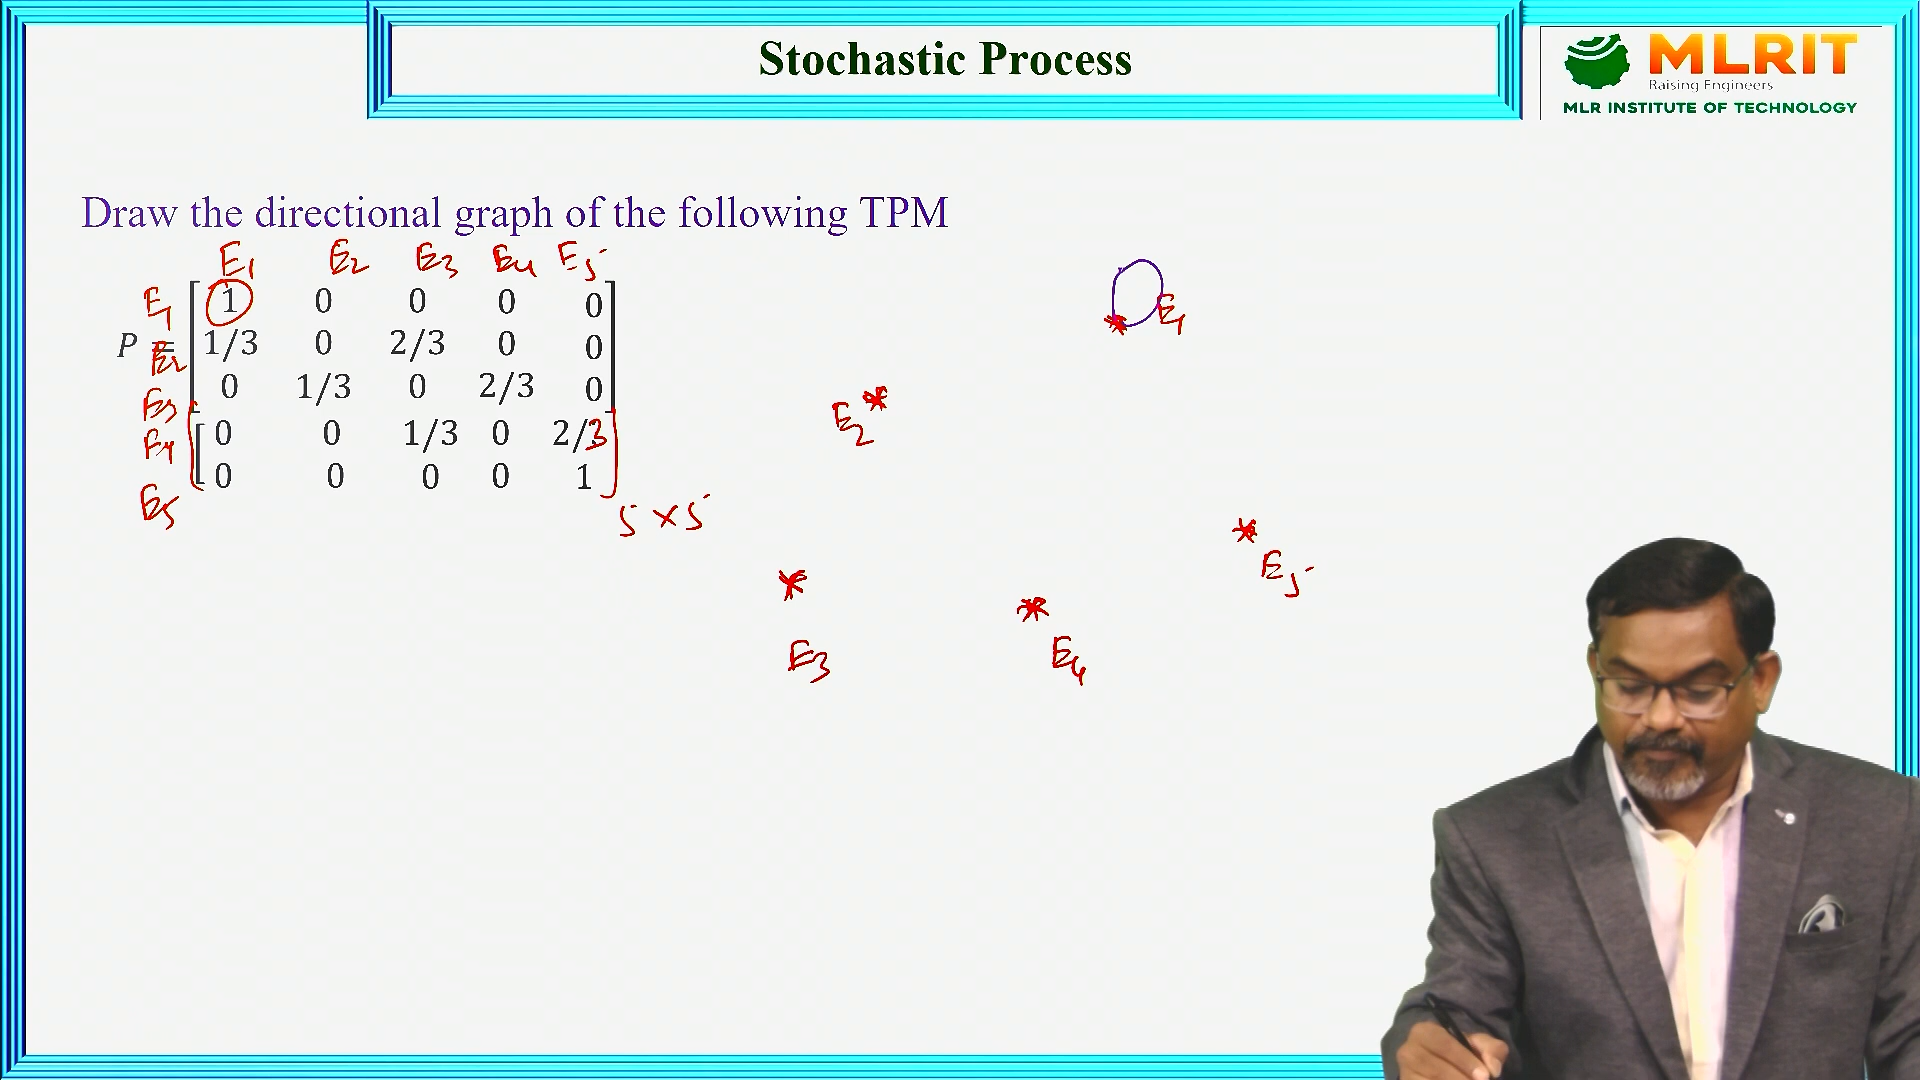 Stochastic Process
MLRIT
Raising Engineers
MLR INSTITUTE OF TECHNOLOGY
Draw the directional graph of the following TPM
E1 E2 E3 E4 E5
E1 1 0 0 0 0
P = E2 1/3 0 2/3 0 0
E3 0 1/3 0 2/3 0
E4 0 0 1/3 0 2/3
E5 0 0 0 0 1
5 × 5
E1
E2
E5
E3
E4